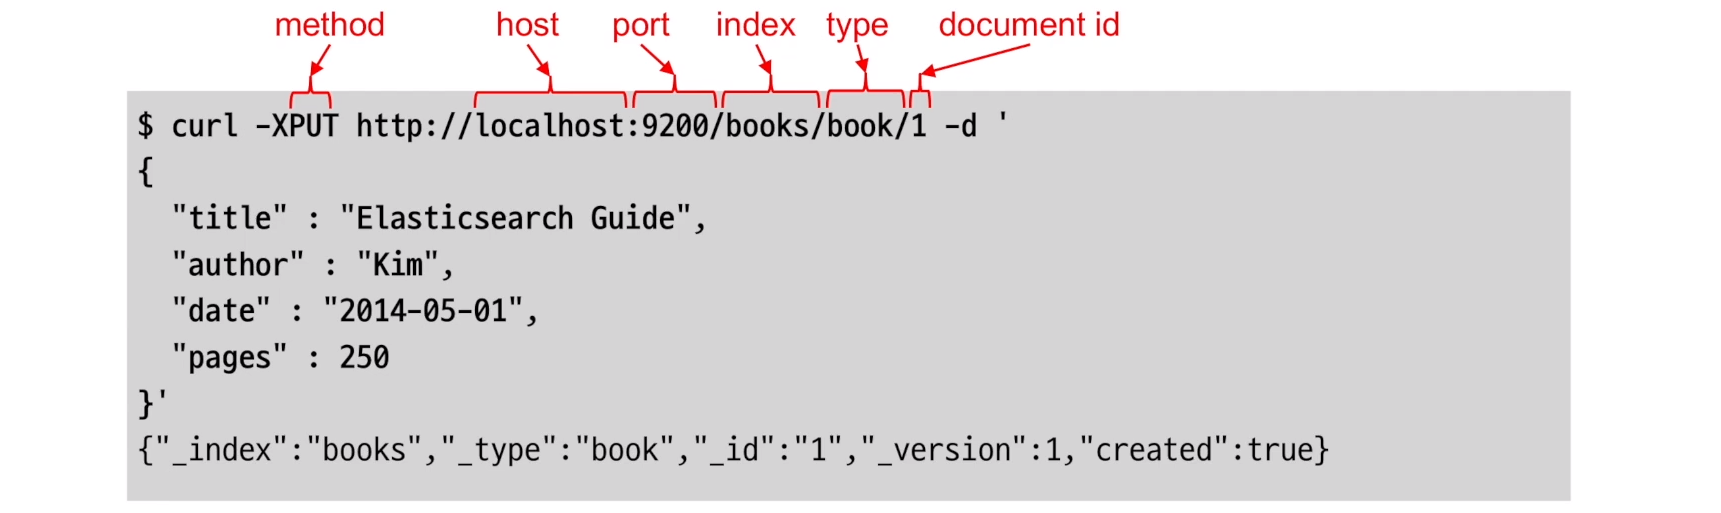 method host port index type document id
$ curl -XPUT http://localhost:9200/books/book/1 -d '
{
"title" : "Elasticsearch Guide",
"author" : "Kim",
"date" : "2014-05-01",
"pages" : 250
}'
{"_index":"books","_type":"book","_id":"1","_version":1,"created":true}